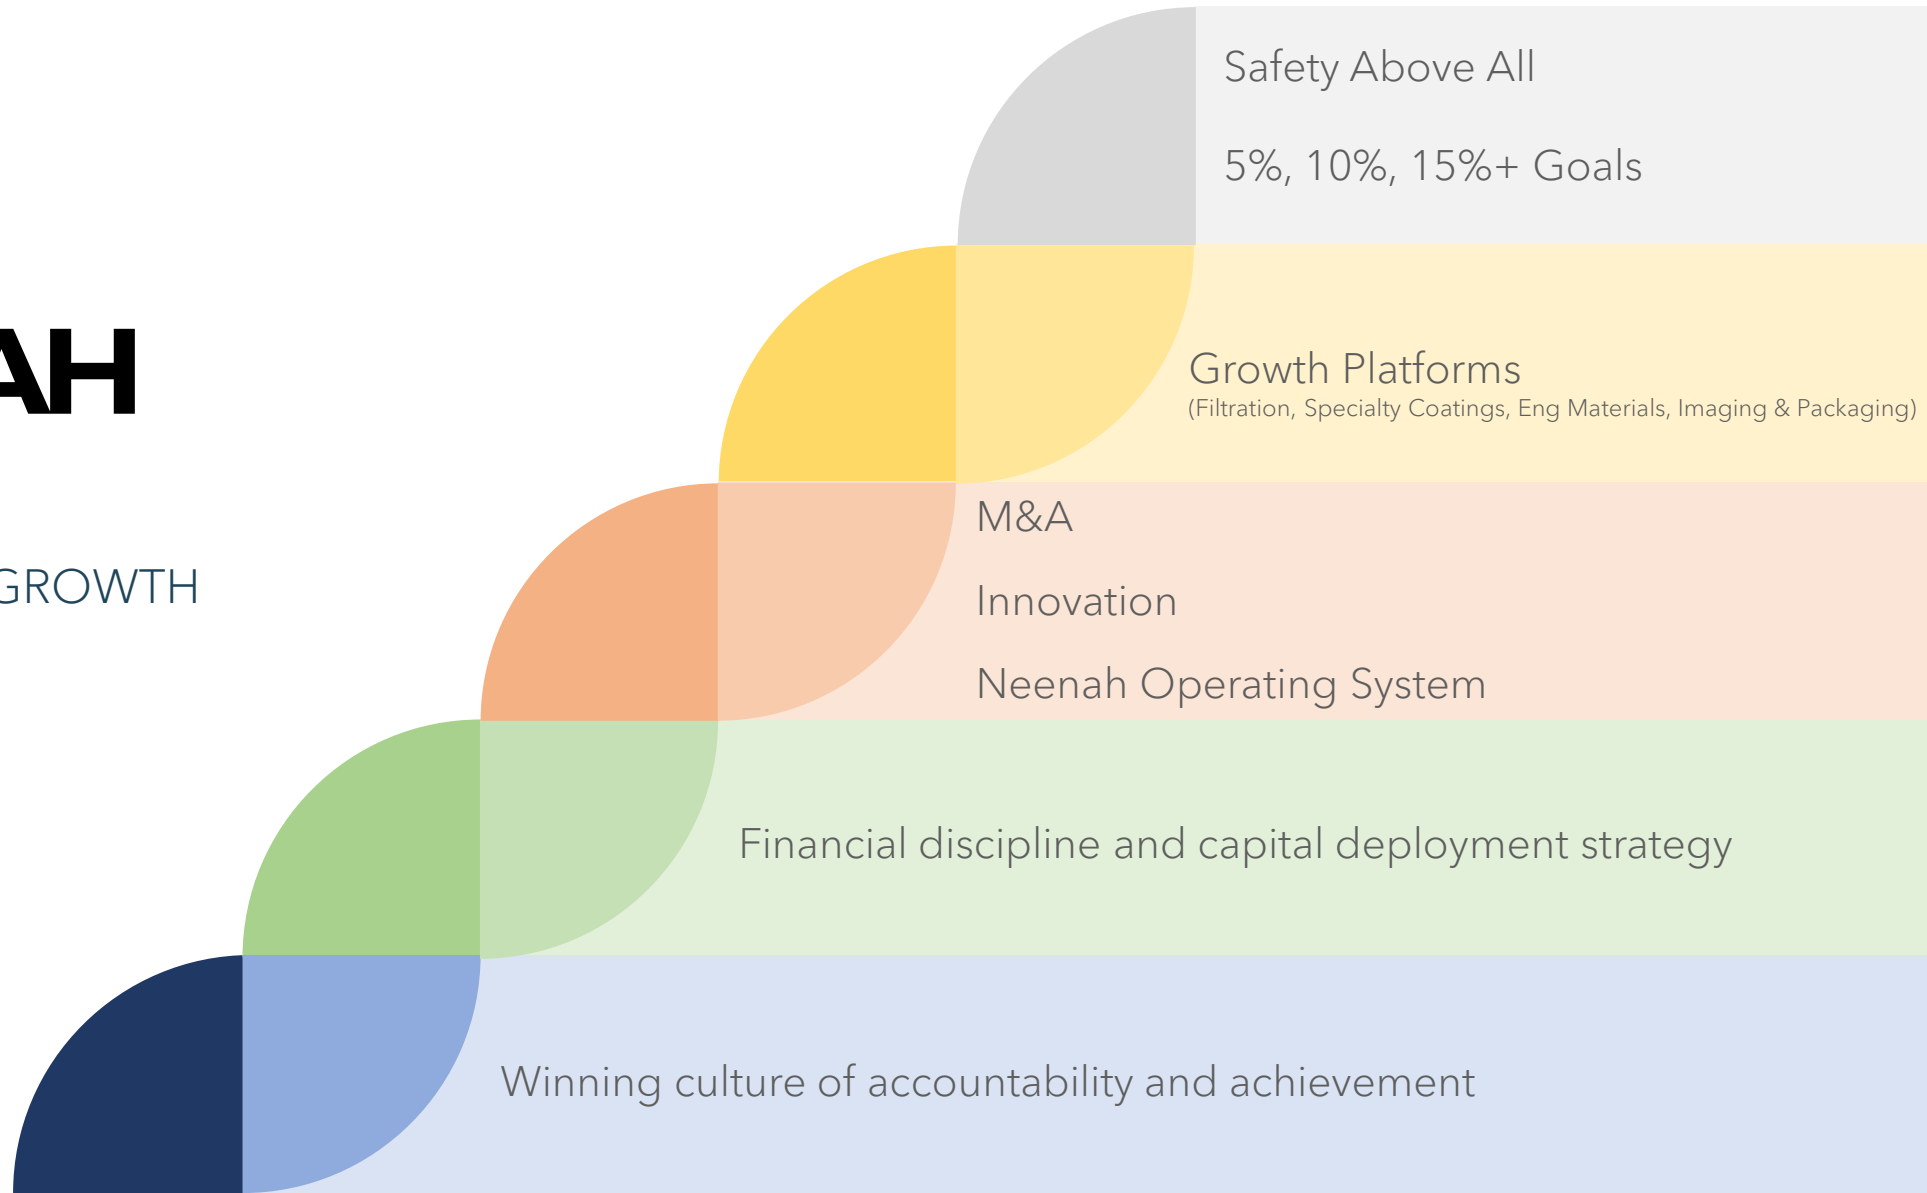 Safety Above All
5%, 10%, 15%+ Goals
AH
Growth Platforms
(Filtration, Specialty Coatings, Eng Materials, Imaging & Packaging)
M&A
Innovation
GROWTH
Neenah Operating System
Financial discipline and capital deployment strategy
Winning culture of accountability and achievement